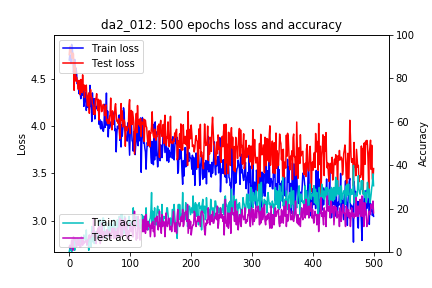 da2_012: 500 epochs loss and accuracy
Train loss
Test loss
Train acc
Test acc
Loss
4.5
4.0
3.5
3.0
Accuracy
100
80
60
40
20
0
0 100 200 300 400 500